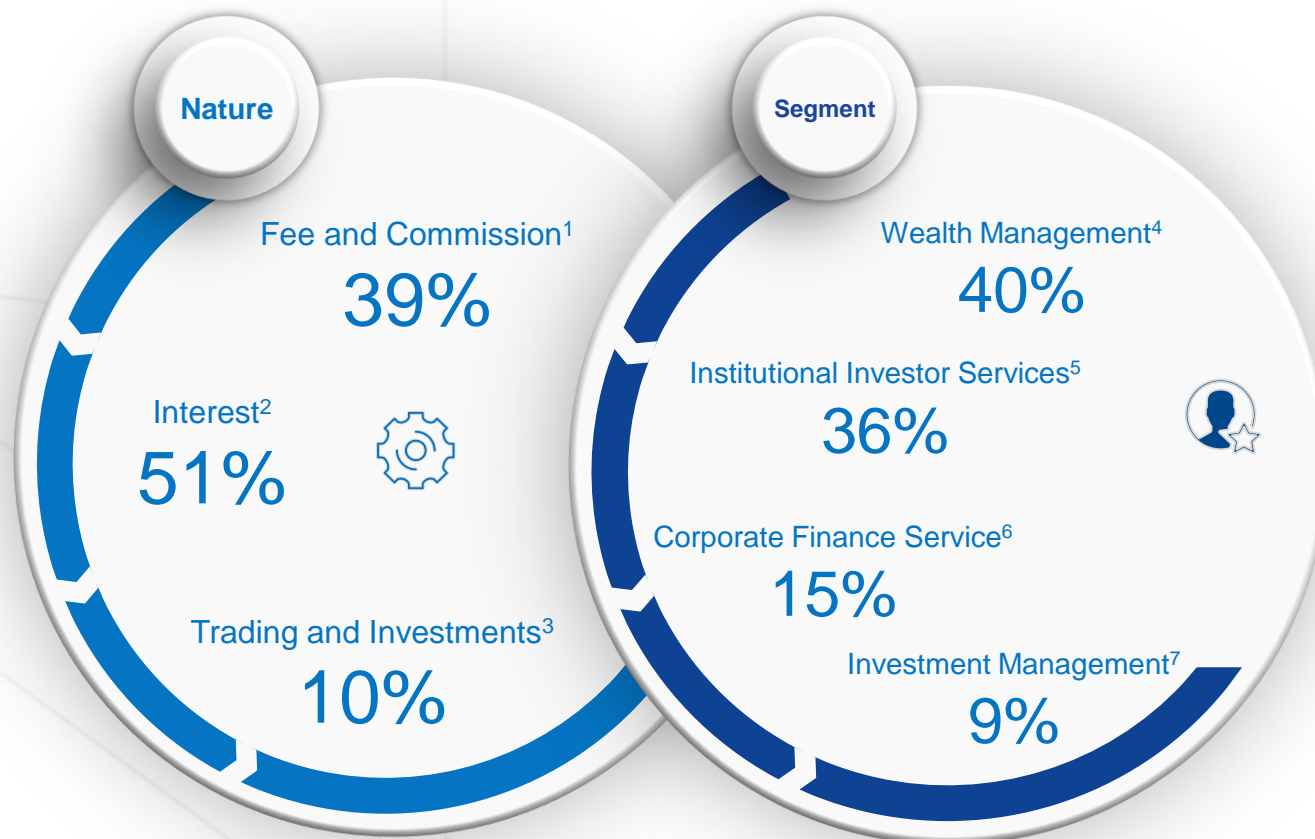 Nature
Fee and Commission¹
39%
Interest²
51%
Trading and Investments³
10%
Segment
Wealth Management⁴
40%
Institutional Investor Services⁵
36%
Corporate Finance Service⁶
15%
Investment Management⁷
9%